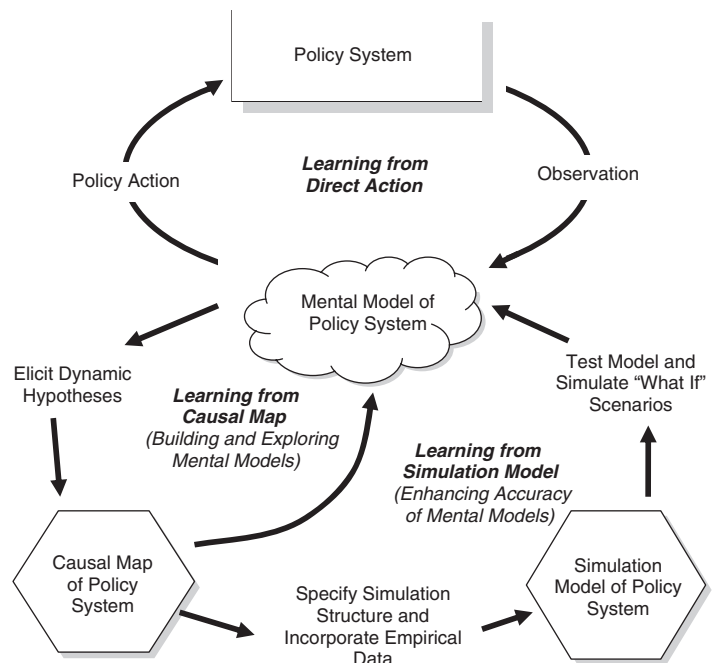 Policy System
Learning from
Direct Action
Policy Action
Observation
Mental Model of
Policy System
Elicit Dynamic
Hypotheses
Learning from
Causal Map
(Building and Exploring
Mental Models)
Test Model and
Simulate “What If”
Scenarios
Learning from
Simulation Model
(Enhancing Accuracy
of Mental Models)
Causal Map
of Policy
System
Specify Simulation
Structure and
Incorporate Empirical
Data
Simulation
Model of Policy
System